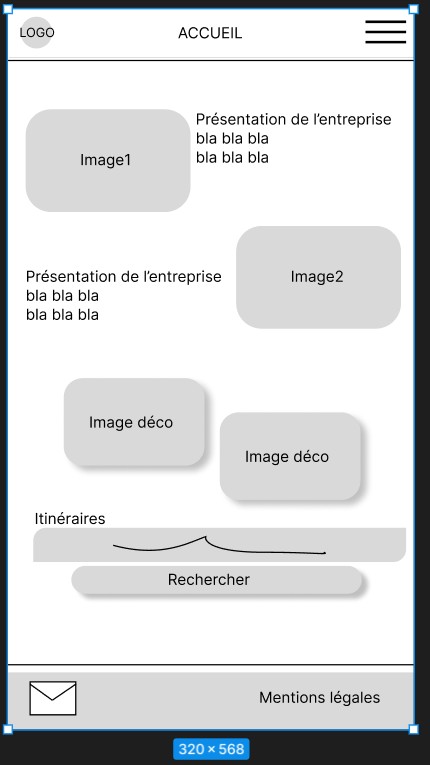 LOGO
ACCUEIL
Présentation de l’entreprise
bla bla bla
bla bla bla
Image1
Image2
Présentation de l’entreprise
bla bla bla
bla bla bla
Image déco
Image déco
Itinéraires
Rechercher
Mentions légales
320 × 568